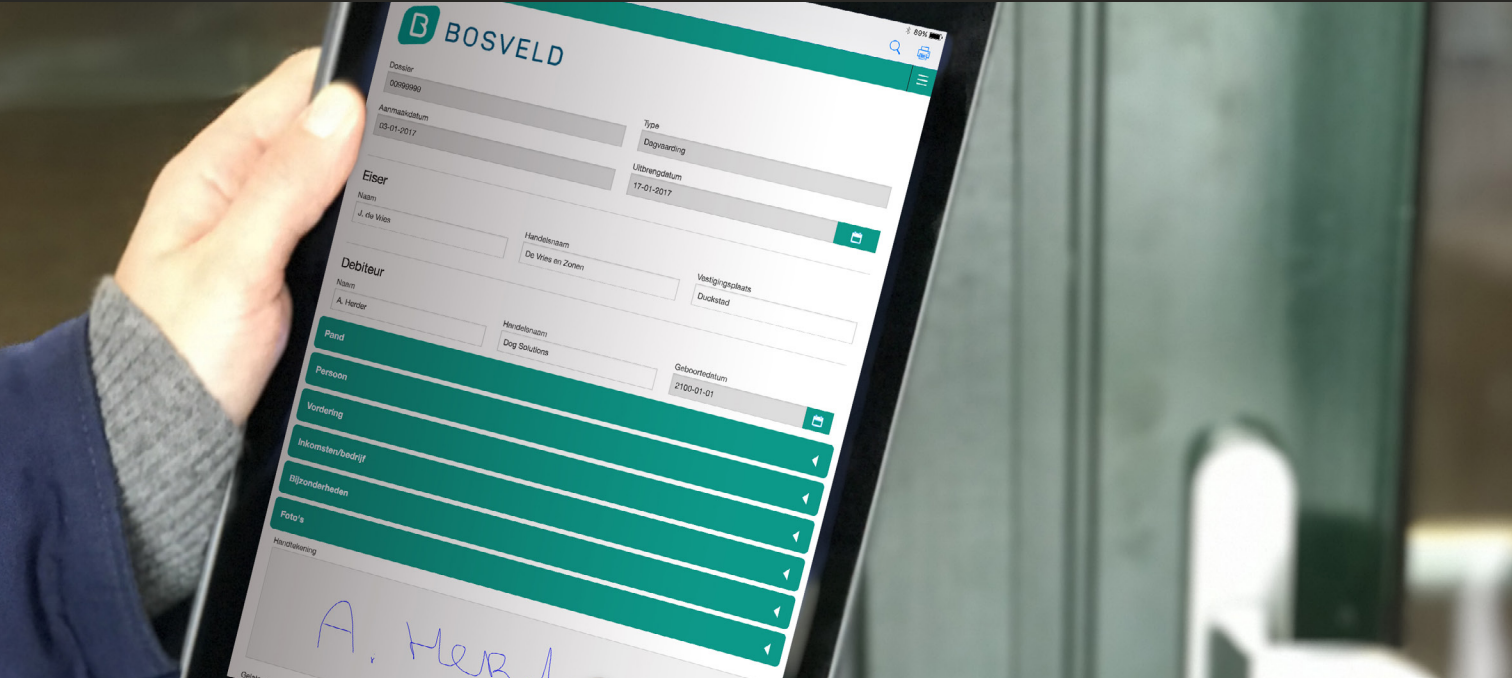 89%
BOSVELD
Dossier
00999999
Type
Dagvaarding
Aanmaakdatum
03-01-2017
Uitbrengdatum
17-01-2017
Eiser
Naam
J. de Vries
Handelsnaam
De Vries en Zonen
Vestigingsplaats
Duckstad
Debiteur
Naam
A. Herder
Handelsnaam
Dog Solutions
Geboortedatum
2100-01-01
Pand
Persoon
Vordering
Inkomsten/bedrijf
Bijzonderheden
Foto's
Handtekening
A. Her